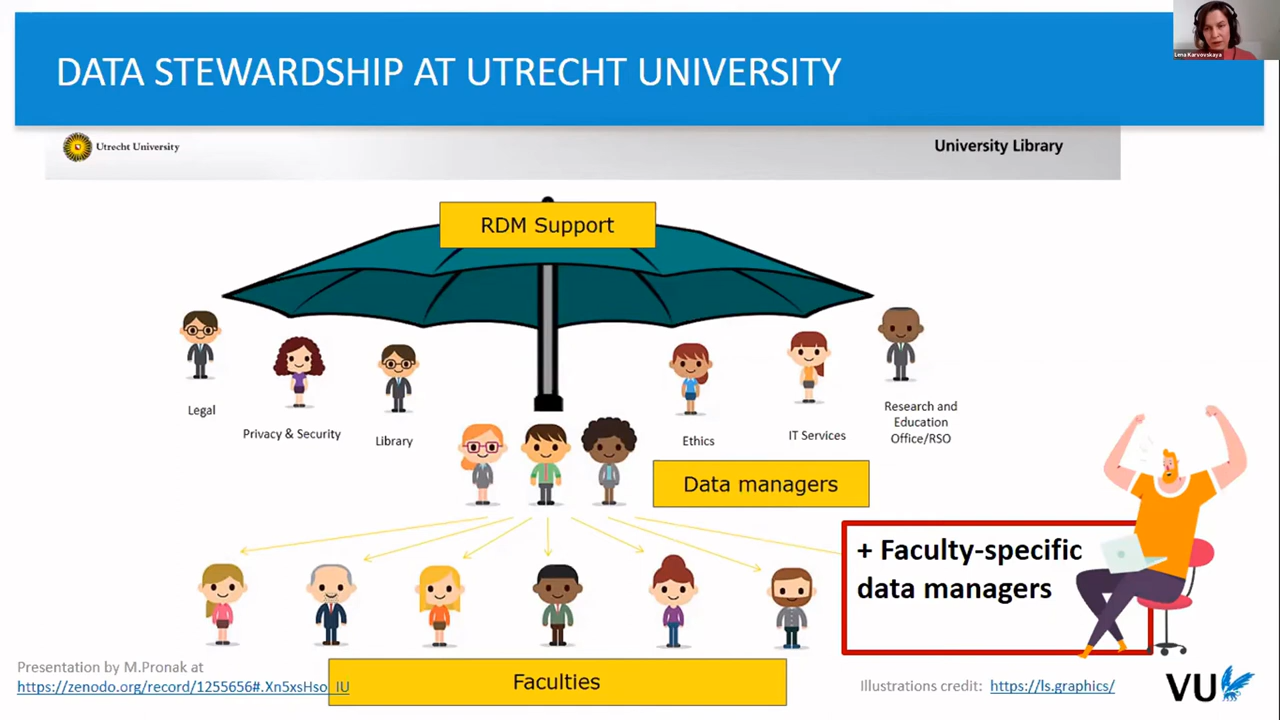 Lena Karvovskaya
DATA STEWARDSHIP AT UTRECHT UNIVERSITY
Utrecht University
University Library
RDM Support
Legal
Privacy & Security
Library
Ethics
IT Services
Research and
Education
Office/RSO
Data managers
+ Faculty-specific
data managers
Faculties
Presentation by M.Pronak at
https://zenodo.org/record/1255656#.Xn5xsHso_IU
Illustrations credit: https://ls.graphics/
VU